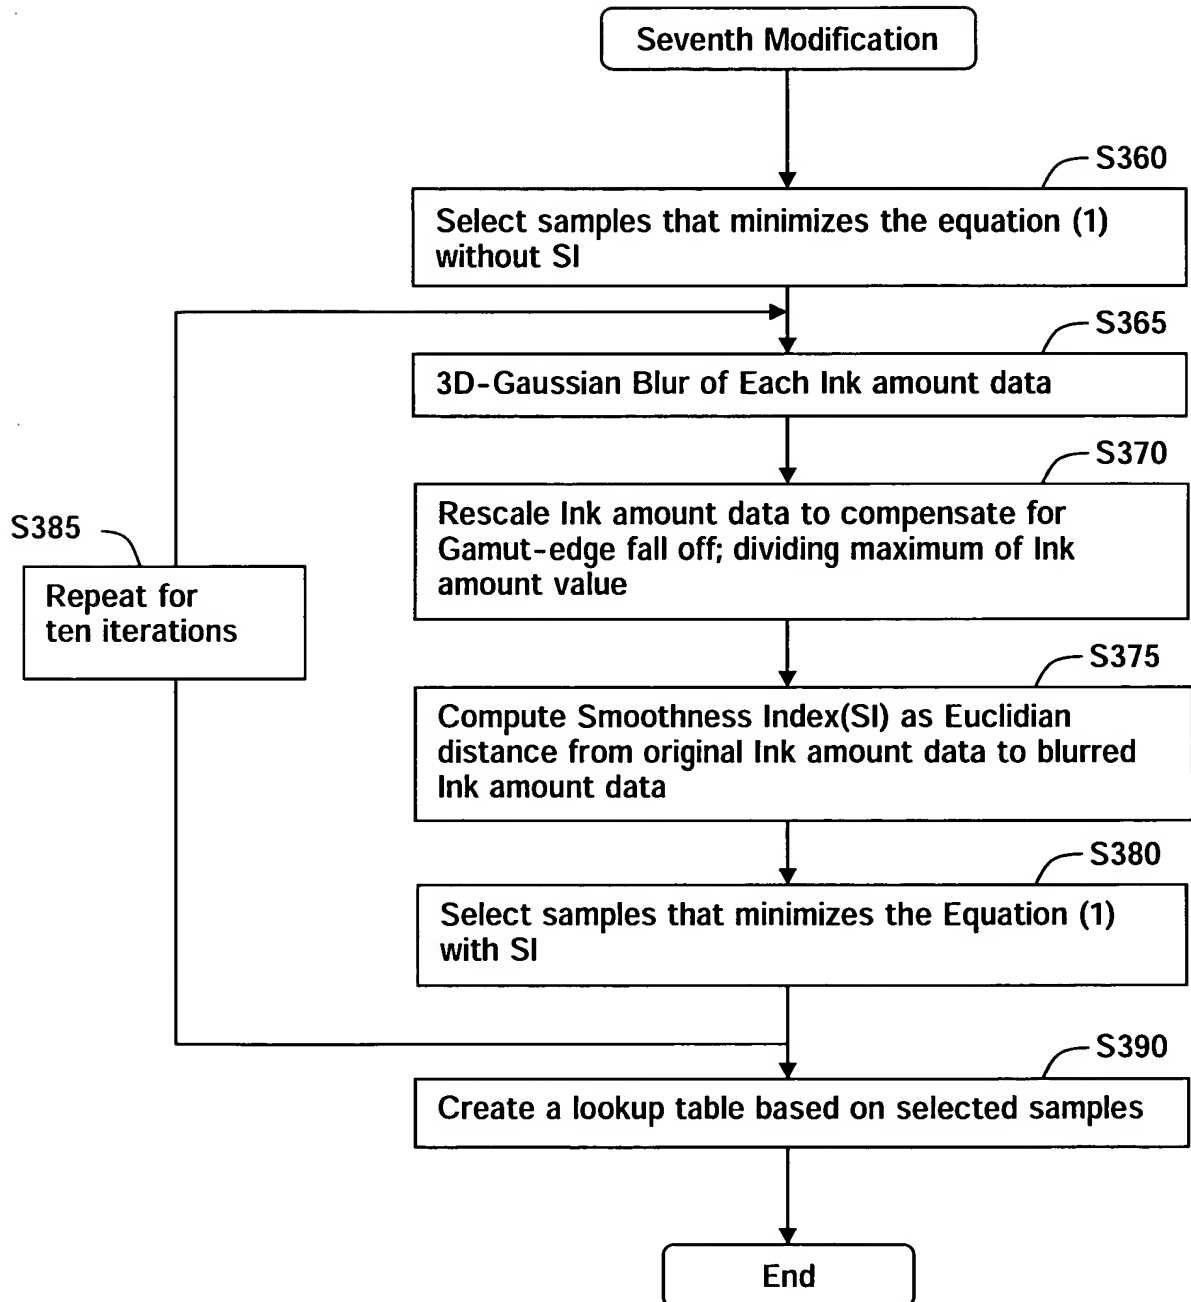 Seventh Modification
S360
Select samples that minimizes the equation (1)
without SI
S365
3D-Gaussian Blur of Each Ink amount data
S370
Rescale Ink amount data to compensate for
Gamut-edge fall off; dividing maximum of Ink
amount value
S385
Repeat for
ten iterations
S375
Compute Smoothness Index(SI) as Euclidian
distance from original Ink amount data to blurred
Ink amount data
S380
Select samples that minimizes the Equation (1)
with SI
S390
Create a lookup table based on selected samples
End